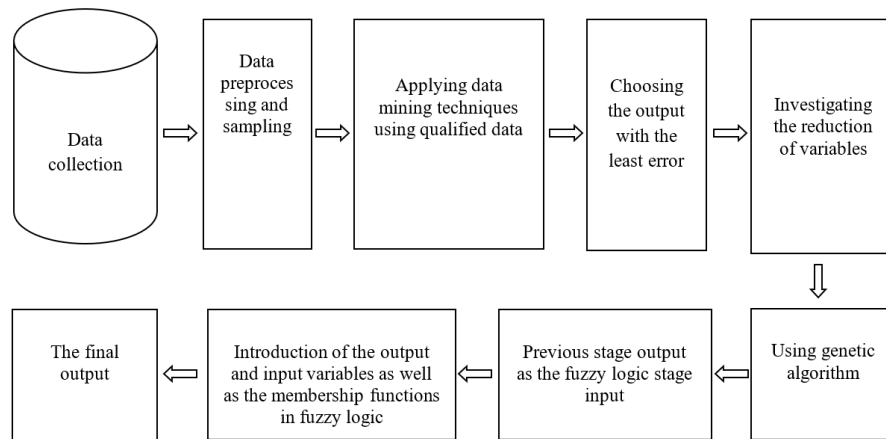 Data
collection
Data
preproces
sing and
sampling
Applying data
mining techniques
using qualified data
Choosing
the output
with the
least error
Investigating
the reduction
of variables
Using genetic
algorithm
Previous stage output
as the fuzzy logic stage
input
Introduction of the output
and input variables as well
as the membership functions
in fuzzy logic
The final
output